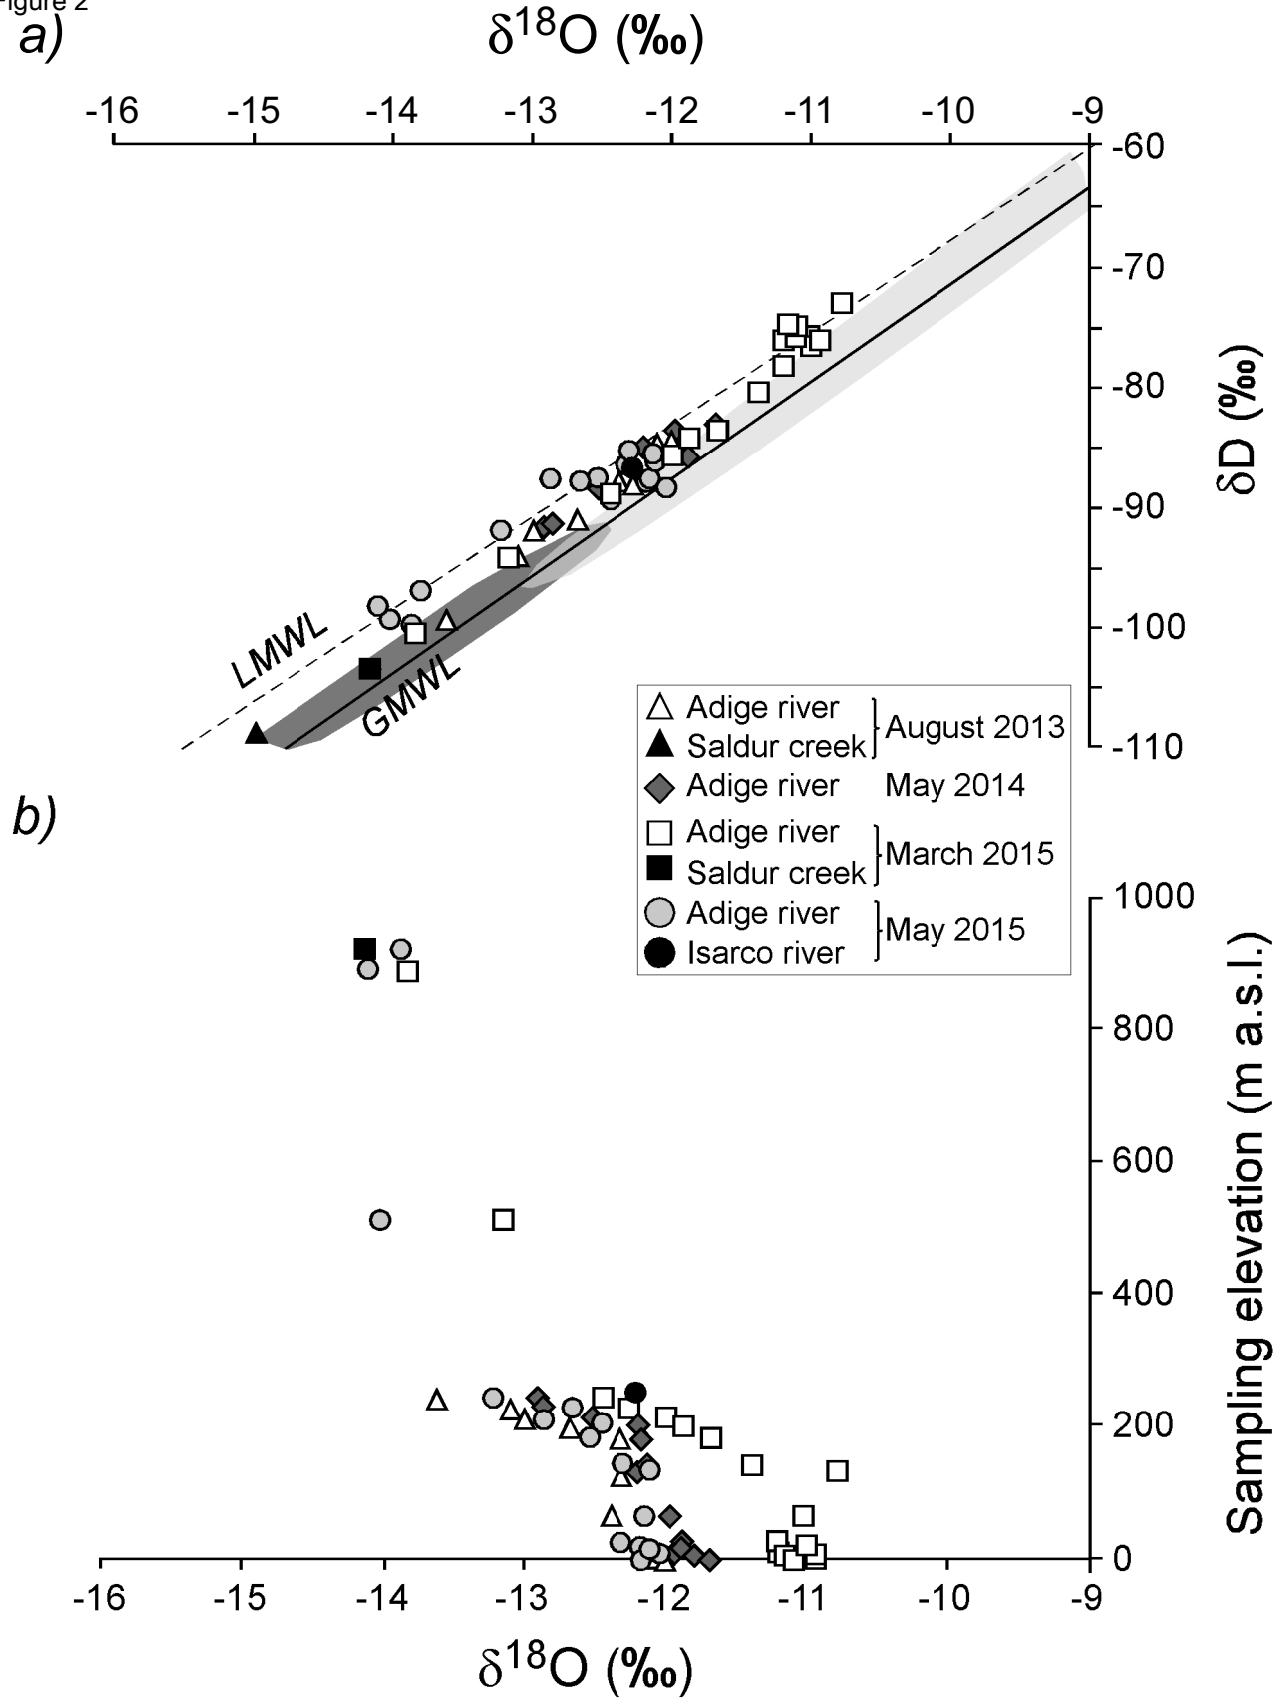 Figure 2
a)
δ18O (‰)
-16 -15 -14 -13 -12 -11 -10 -9
-60
-70
-80
-90
-100
-110
δD (‰)
LMWL
GMWL
Adige river
Saldur creek
August 2013
Adige river May 2014
Adige river
Saldur creek
March 2015
Adige river
Isarco river
May 2015
b)
1000
800
600
400
200
0
Sampling elevation (m a.s.l.)
-16 -15 -14 -13 -12 -11 -10 -9
δ18O (‰)